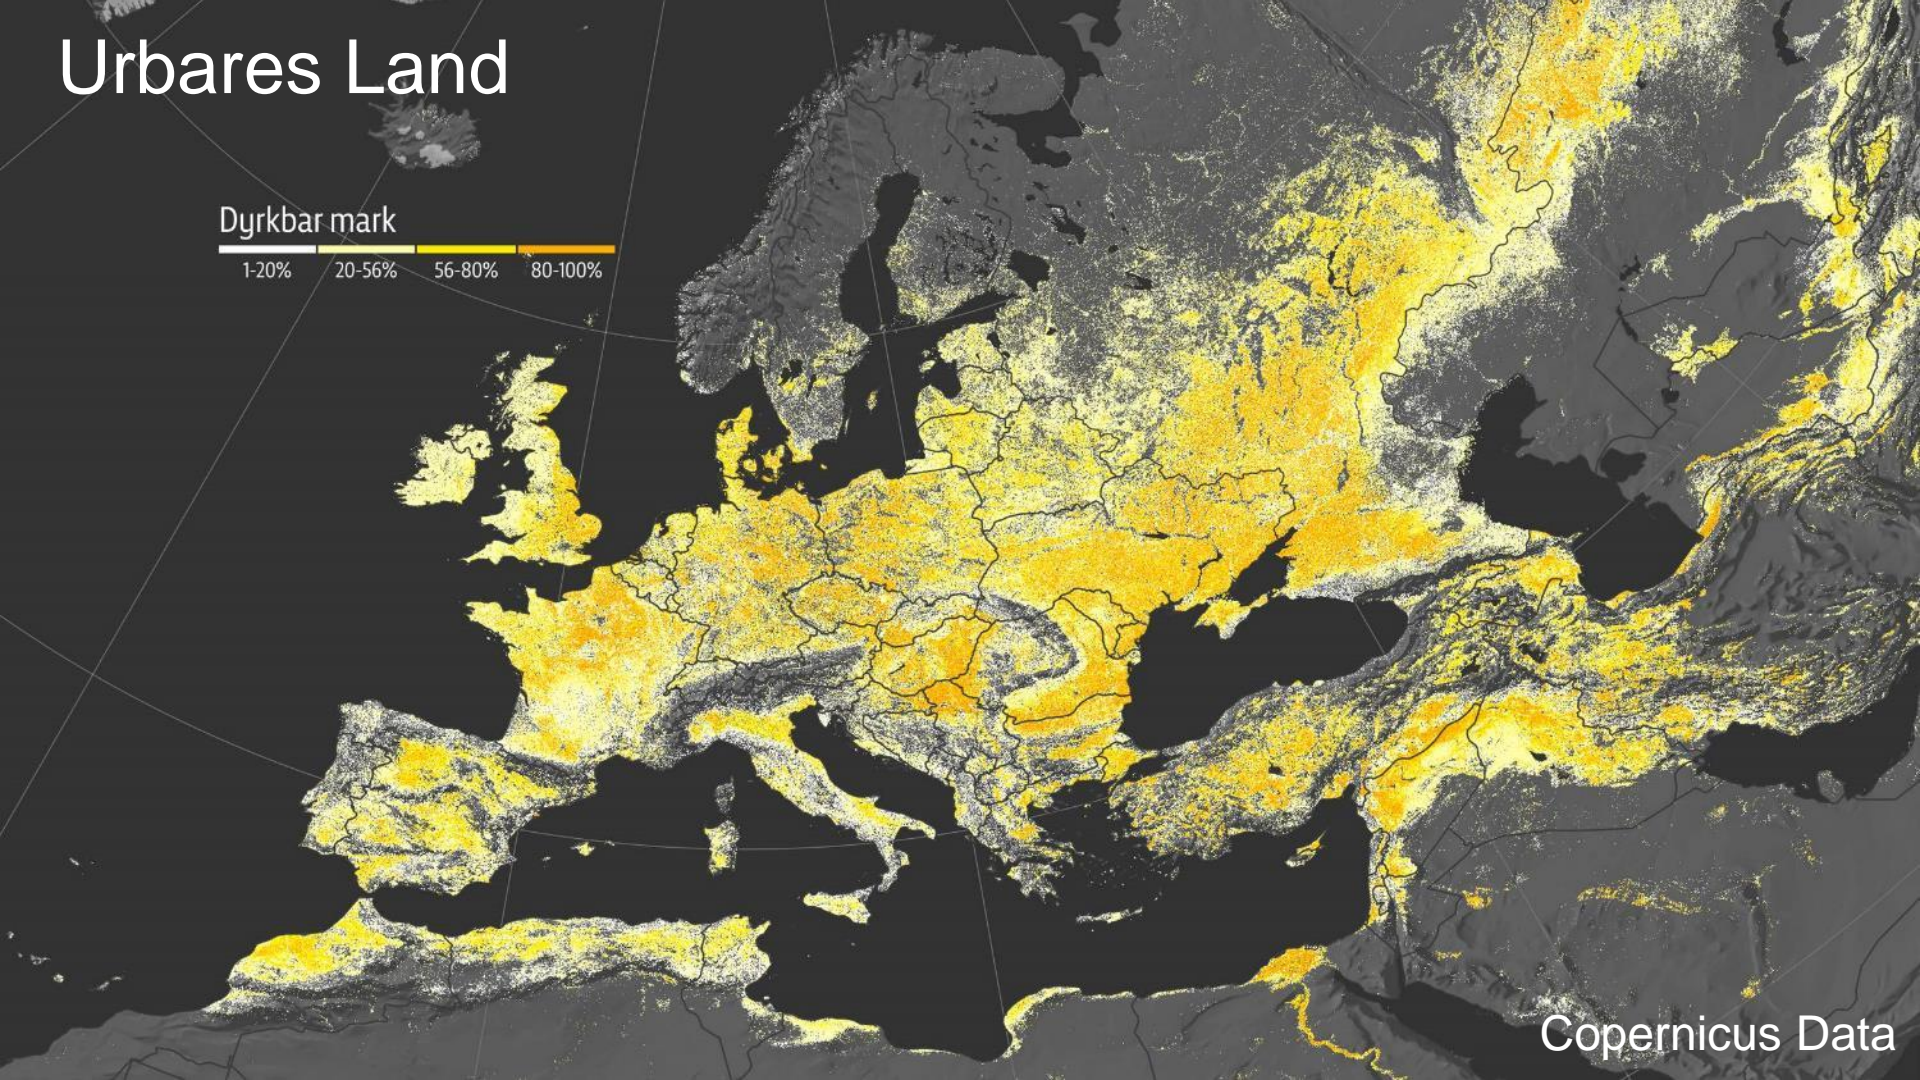 Urbares Land
Dyrkbar mark
1-20% 20-56% 56-80% 80-100%
Copernicus Data